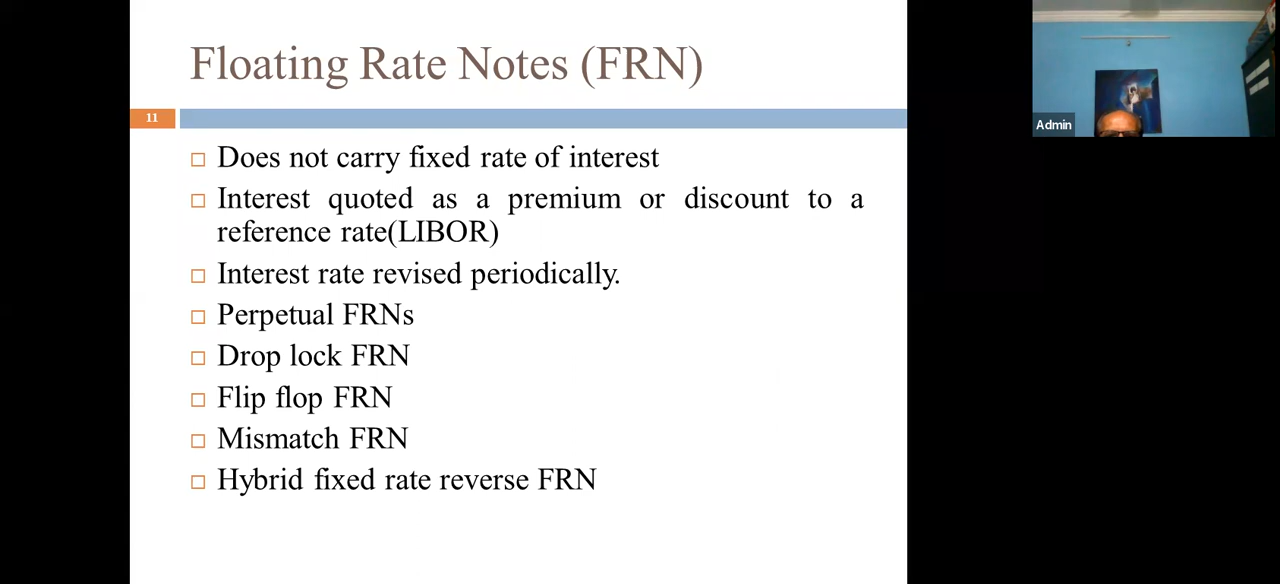 Floating Rate Notes (FRN)
11
Does not carry fixed rate of interest
Interest quoted as a premium or discount to a
reference rate(LIBOR)
Interest rate revised periodically.
Perpetual FRNs
Drop lock FRN
Flip flop FRN
Mismatch FRN
Hybrid fixed rate reverse FRN
Admin